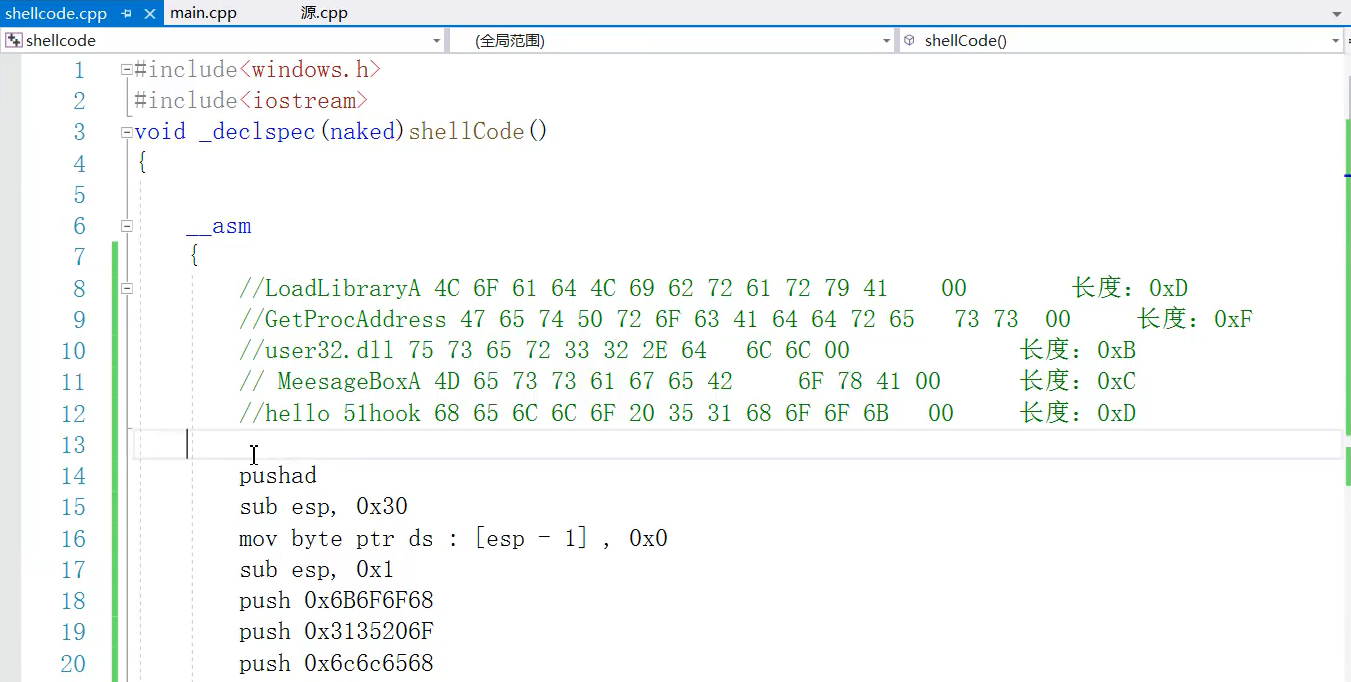 shellcode.cpp main.cpp 源.cpp
shellcode (全局范围) shellCode()
1 #include<windows.h>
2 #include<iostream>
3 void _declspec(naked)shellCode()
4 {
5
6 __asm
7 {
8 //LoadLibraryA 4C 6F 61 64 4C 69 62 72 61 72 79 41 00 长度：0xD
9 //GetProcAddress 47 65 74 50 72 6F 63 41 64 64 72 65 73 73 00 长度：0xF
10 //user32.dll 75 73 65 72 33 32 2E 64 6C 6C 00 长度：0xB
11 // MeesageBoxA 4D 65 73 73 61 67 65 42 6F 78 41 00 长度：0xC
12 //hello 51hook 68 65 6C 6C 6F 20 35 31 68 6F 6F 6B 00 长度：0xD
13
14 pushad
15 sub esp, 0x30
16 mov byte ptr ds : [esp - 1] , 0x0
17 sub esp, 0x1
18 push 0x6B6F6F68
19 push 0x3135206F
20 push 0x6c6c6568